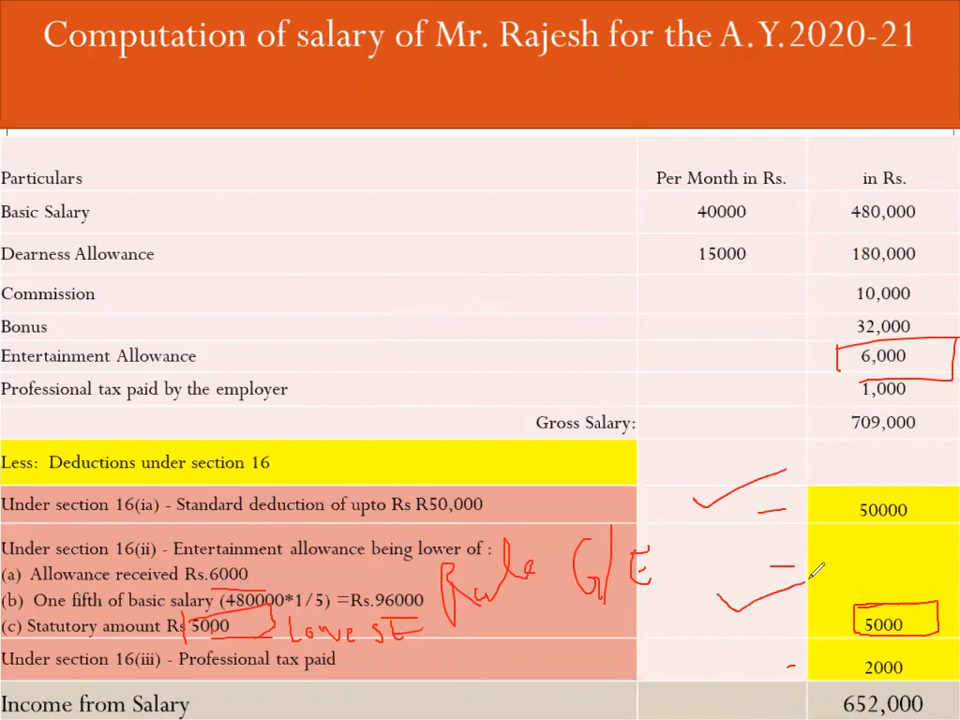 Computation of salary of Mr. Rajesh for the A.Y.2020-21
Particulars Per Month in Rs. in Rs.
Basic Salary 40000 480,000
Dearness Allowance 15000 180,000
Commission 10,000
Bonus 32,000
Entertainment Allowance 6,000
Professional tax paid by the employer 1,000
Gross Salary: 709,000
Less: Deductions under section 16
Under section 16(ia) - Standard deduction of upto Rs R50,000 50000
Under section 16(ii) - Entertainment allowance being lower of :
(a) Allowance received Rs.6000
(b) One fifth of basic salary (480000*1/5) =Rs.96000
(c) Statutory amount Rs 5000 Lowest 5000
Rule G/E
Under section 16(iii) - Professional tax paid 2000
Income from Salary 652,000